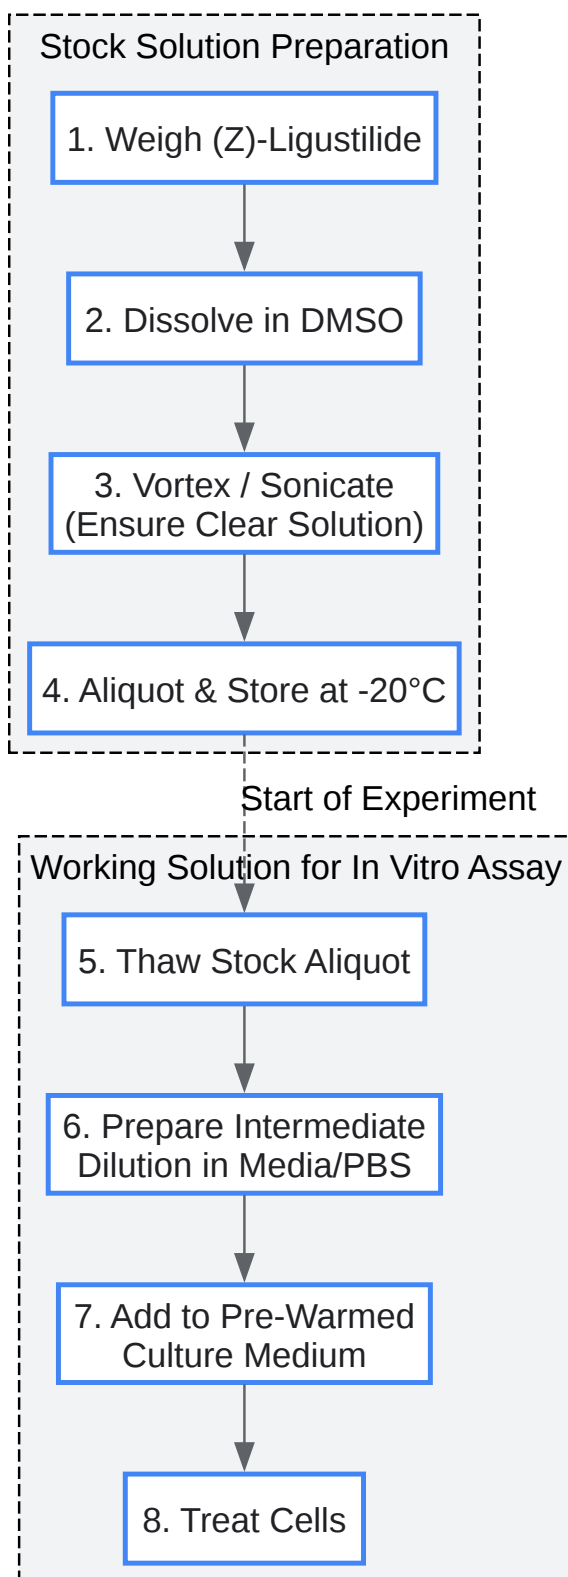 Stock Solution Preparation
1. Weigh (Z)-Ligustilide
2. Dissolve in DMSO
3. Vortex / Sonicate
(Ensure Clear Solution)
4. Aliquot & Store at -20°C
Start of Experiment
Working Solution for In Vitro Assay
5. Thaw Stock Aliquot
6. Prepare Intermediate
Dilution in Media/PBS
7. Add to Pre-Warmed
Culture Medium
8. Treat Cells